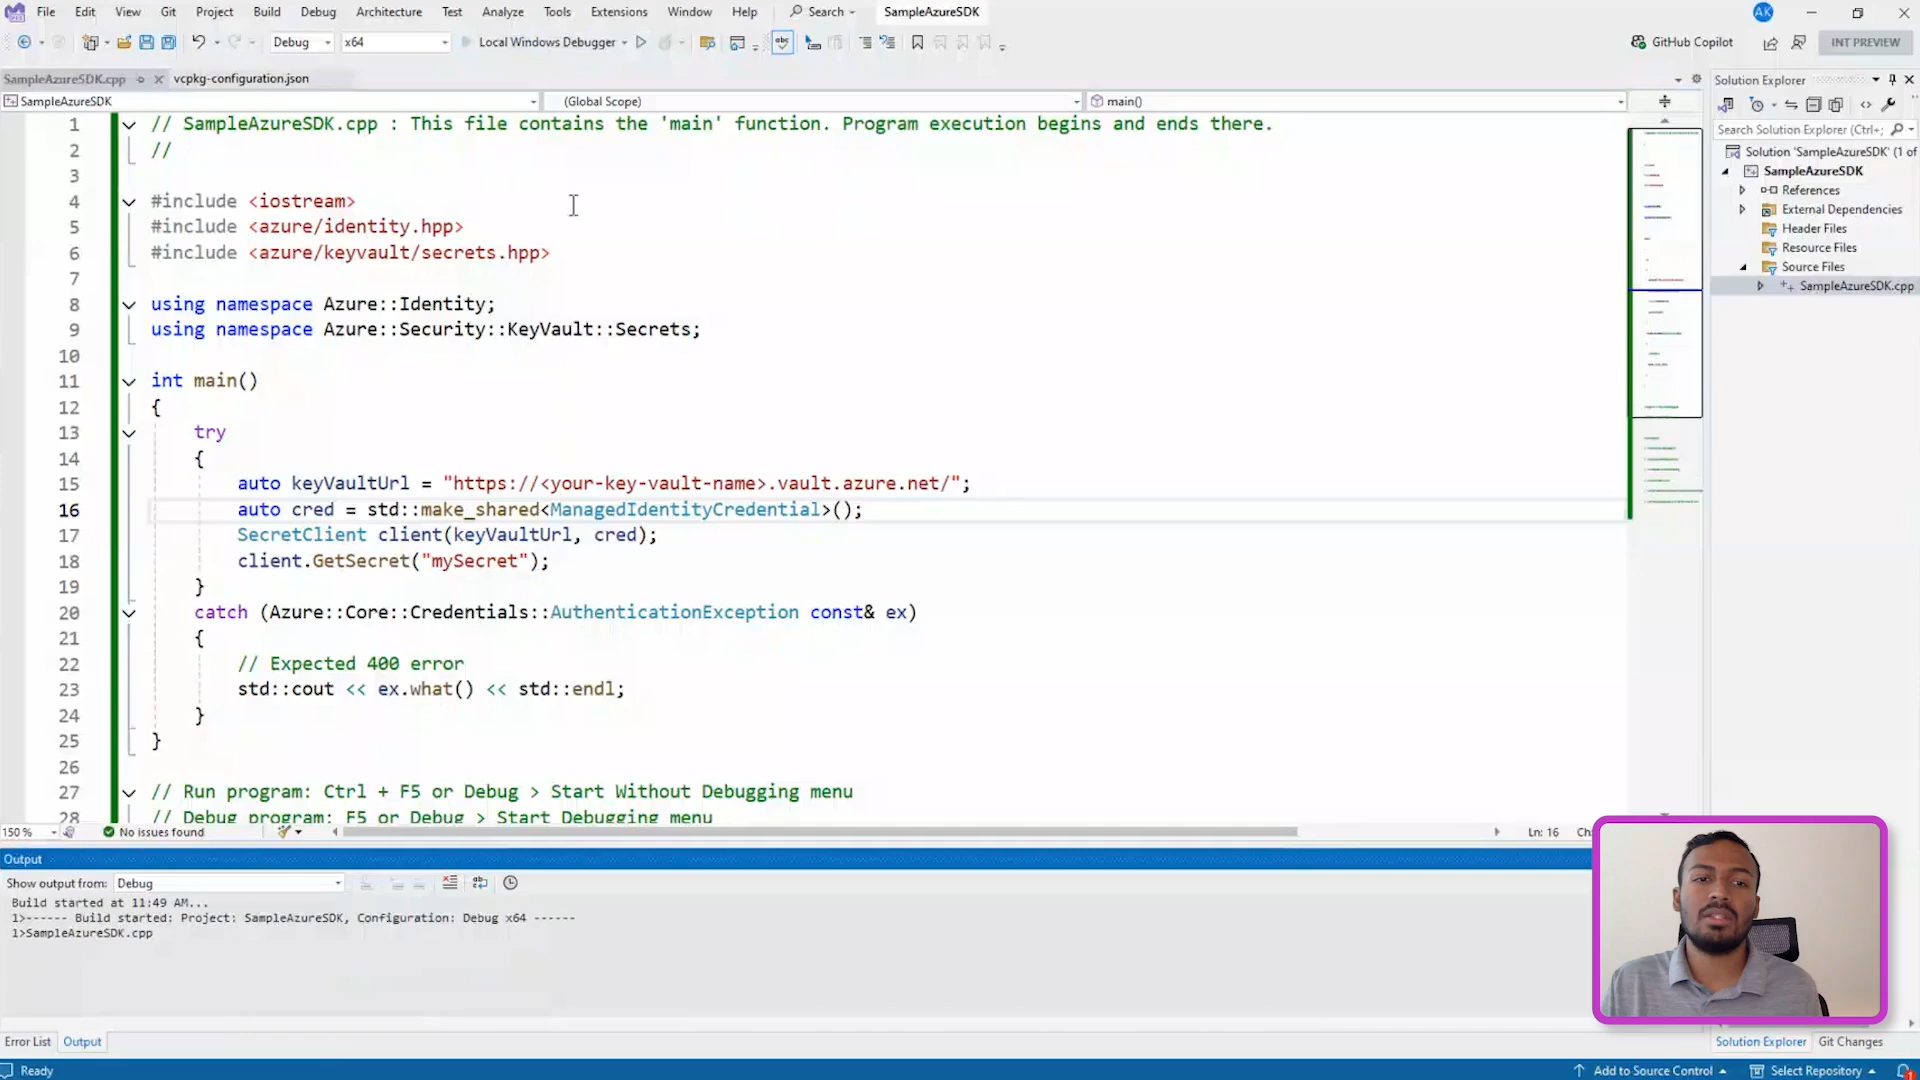 File Edit View Git Project Build Debug Architecture Test Analyze Tools Extensions Window Help Search SampleAzureSDK AK
Debug x64 Local Windows Debugger GitHub Copilot INT PREVIEW
SampleAzureSDK.cpp vcpkg-configuration.json
SampleAzureSDK (Global Scope) main()
1 // SampleAzureSDK.cpp : This file contains the 'main' function. Program execution begins and ends there.
2 //
3
4 #include <iostream>
5 #include <azure/identity.hpp>
6 #include <azure/keyvault/secrets.hpp>
7
8 using namespace Azure::Identity;
9 using namespace Azure::Security::KeyVault::Secrets;
10
11 int main()
12 {
13 try
14 {
15 auto keyVaultUrl = "https://<your-key-vault-name>.vault.azure.net/";
16 auto cred = std::make_shared<ManagedIdentityCredential>();
17 SecretClient client(keyVaultUrl, cred);
18 client.GetSecret("mySecret");
19 }
20 catch (Azure::Core::Credentials::AuthenticationException const& ex)
21 {
22 // Expected 400 error
23 std::cout << ex.what() << std::endl;
24 }
25 }
26
27 // Run program: Ctrl + F5 or Debug > Start Without Debugging menu
28 // Debug program: F5 or Debug > Start Debugging menu
150 % No issues found Ln: 16
Output
Show output from: Debug
Build started at 11:49 AM...
1>------ Build started: Project: SampleAzureSDK, Configuration: Debug x64 ------
1>SampleAzureSDK.cpp
Error List Output
Ready
Solution Explorer
Search Solution Explorer (Ctrl+;
Solution 'SampleAzureSDK' (1 of
SampleAzureSDK
References
External Dependencies
Header Files
Resource Files
Source Files
SampleAzureSDK.cpp
Solution Explorer Git Changes
Add to Source Control Select Repository 1